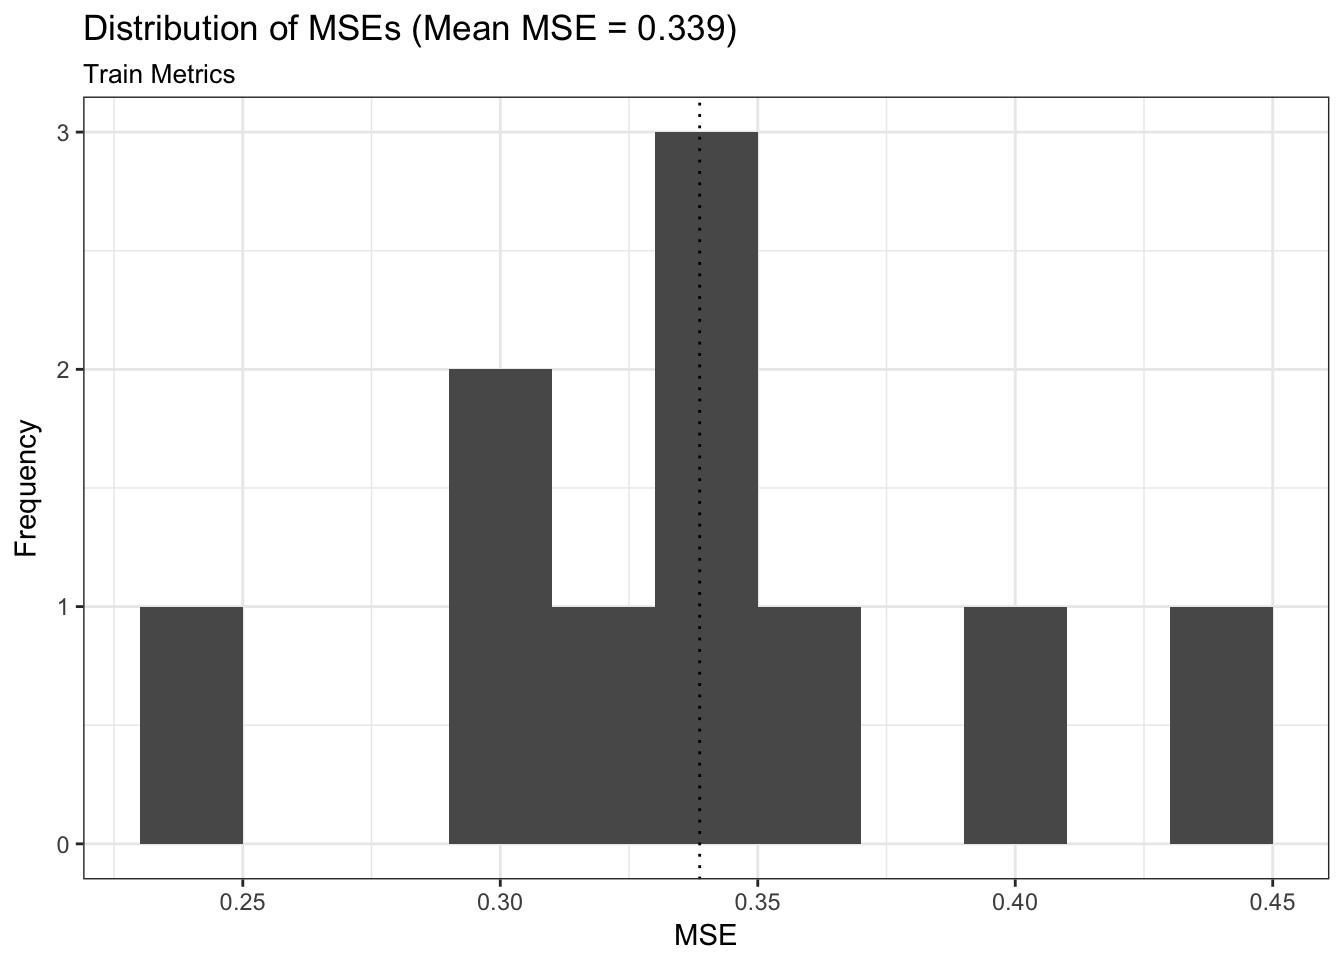 Distribution of MSEs (Mean MSE = 0.339)
Train Metrics
3
2
1
0
Frequency
0.25 0.30 0.35 0.40 0.45
MSE